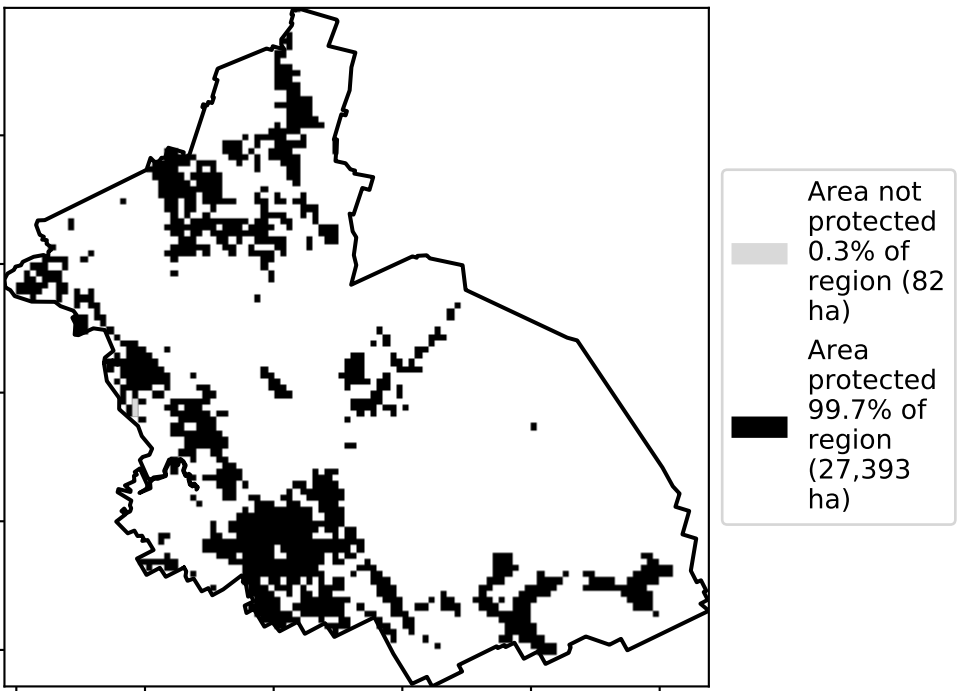 Area not
protected
0.3% of
region (82
ha)
Area
protected
99.7% of
region
(27,393
ha)